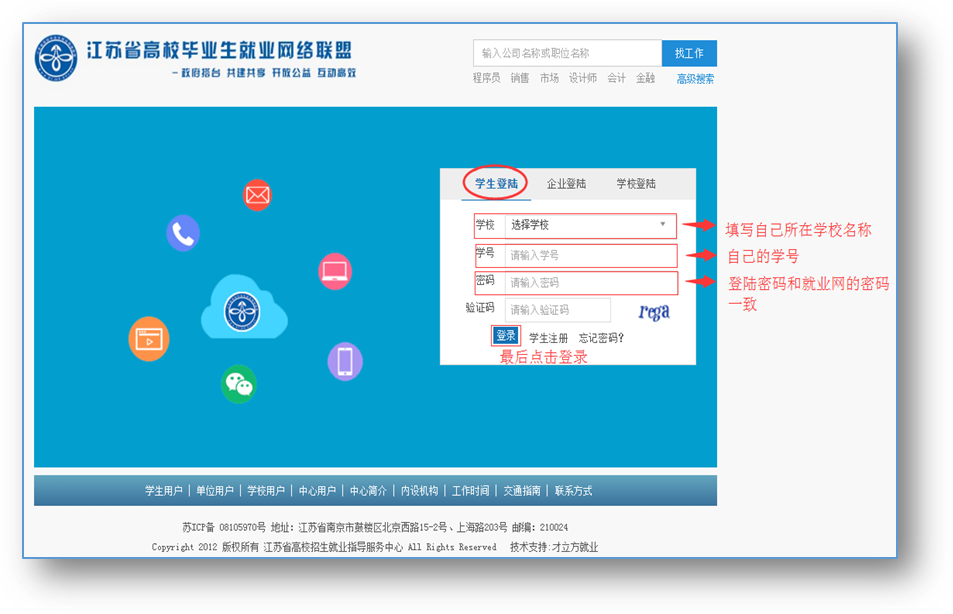 江苏省高校毕业生就业网络联盟
－政府搭台 共建共享 开放公益 互动高效
输入公司名称或职位名称
找工作
程序员 销售 市场 设计师 会计 金融 高级搜索
学生登陆 企业登陆 学校登陆
学校 选择学校
填写自己所在学校名称
学号 请输入学号
自己的学号
密码 请输入密码
登陆密码和就业网的密码
一致
验证码 请输入验证码 rega
登录 学生注册 忘记密码?
最后点击登录
学生用户 | 单位用户 | 学校用户 | 中心用户 | 中心简介 | 内设机构 | 工作时间 | 交通指南 | 联系方式
苏ICP备 08105970号 地址: 江苏省南京市鼓楼区北京西路15-2号、上海路203号 邮编: 210024
Copyright 2012 版权所有 江苏省高校招生就业指导服务中心 All Rights Reserved 技术支持:才立方就业